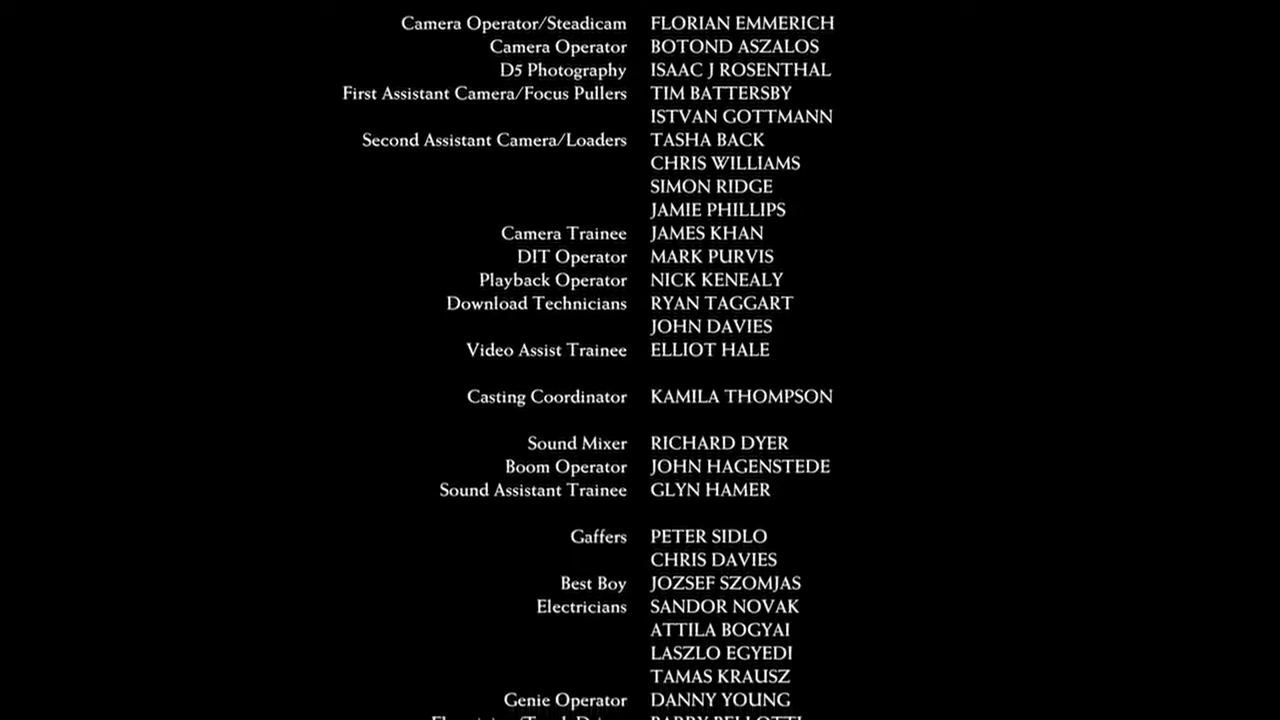 Camera Operator/Steadicam FLORIAN EMMERICH
Camera Operator BOTOND ASZALOS
D5 Photography ISAAC J ROSENTHAL
First Assistant Camera/Focus Pullers TIM BATTERSBY
ISTVAN GOTTMANN
Second Assistant Camera/Loaders TASHA BACK
CHRIS WILLIAMS
SIMON RIDGE
JAMIE PHILLIPS
Camera Trainee JAMES KHAN
DIT Operator MARK PURVIS
Playback Operator NICK KENEALY
Download Technicians RYAN TAGGART
JOHN DAVIES
Video Assist Trainee ELLIOT HALE
Casting Coordinator KAMILA THOMPSON
Sound Mixer RICHARD DYER
Boom Operator JOHN HAGENSTEDE
Sound Assistant Trainee GLYN HAMER
Gaffers PETER SIDLO
CHRIS DAVIES
Best Boy JOZSEF SZOMJAS
Electricians SANDOR NOVAK
ATTILA BOGYAI
LASZLO EGYEDI
TAMAS KRAUSZ
Genie Operator DANNY YOUNG